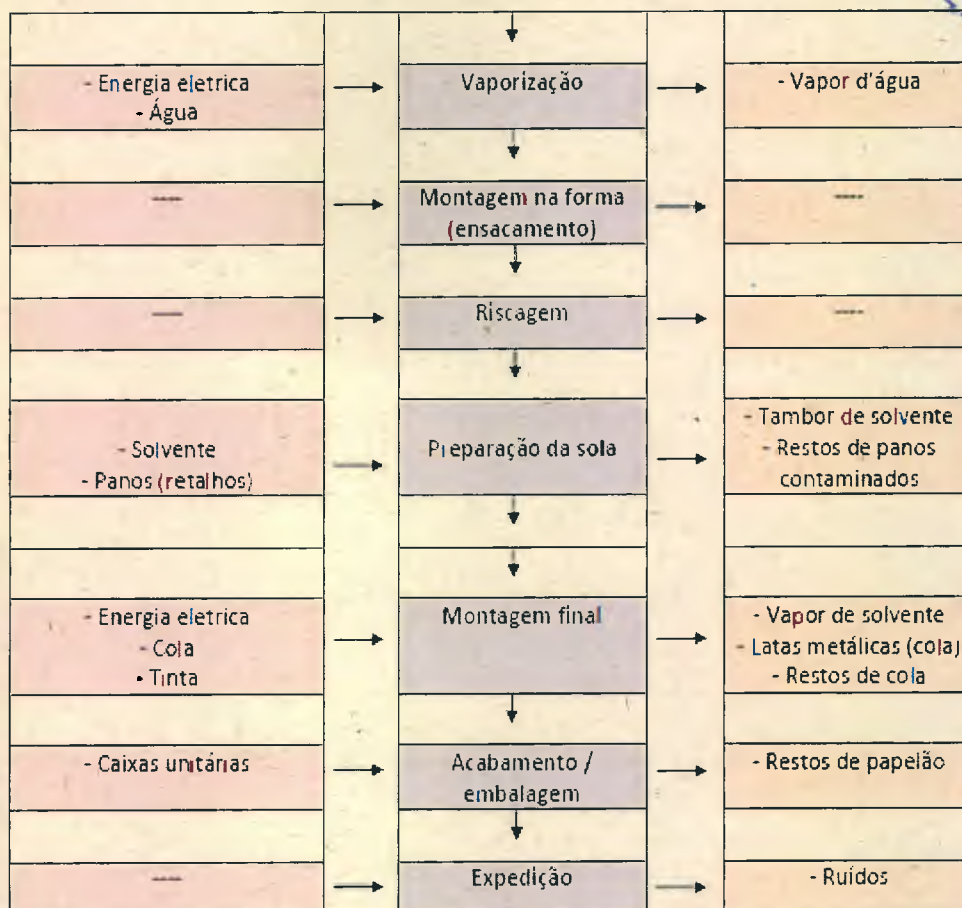 - Energia eletrica
- Água
Vaporização
- Vapor d'água
----
Montagem na forma
(ensacamento)
----
----
Riscagem
----
- Solvente
- Panos (retalhos)
Preparação da sola
- Tambor de solvente
- Restos de panos
contaminados
- Energia eletrica
- Cola
- Tinta
Montagem final
- Vapor de solvente
- Latas metálicas (cola)
- Restos de cola
- Caixas unitárias
Acabamento /
embalagem
- Restos de papelão
----
Expedição
- Ruídos